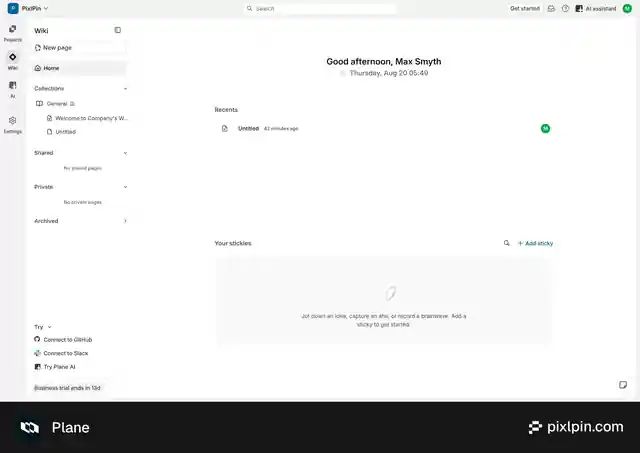 P PixlPin
Search
Get started
AI assistant
M
Projects
Wiki
AI
Settings
Wiki
New page
Home
Collections
General
Welcome to Company's W...
Untitled
Shared
No shared pages
Private
No private pages
Archived
Try
Connect to GitHub
Connect to Slack
Try Plane AI
Business trial ends in 13d
Good afternoon, Max Smyth
Thursday, Aug 20 05:49
Recents
Untitled 42 minutes ago
M
Your stickies
+ Add sticky
Jot down an idea, capture an aha, or record a brainwave. Add a
sticky to get started.
Plane
pixlpin.com